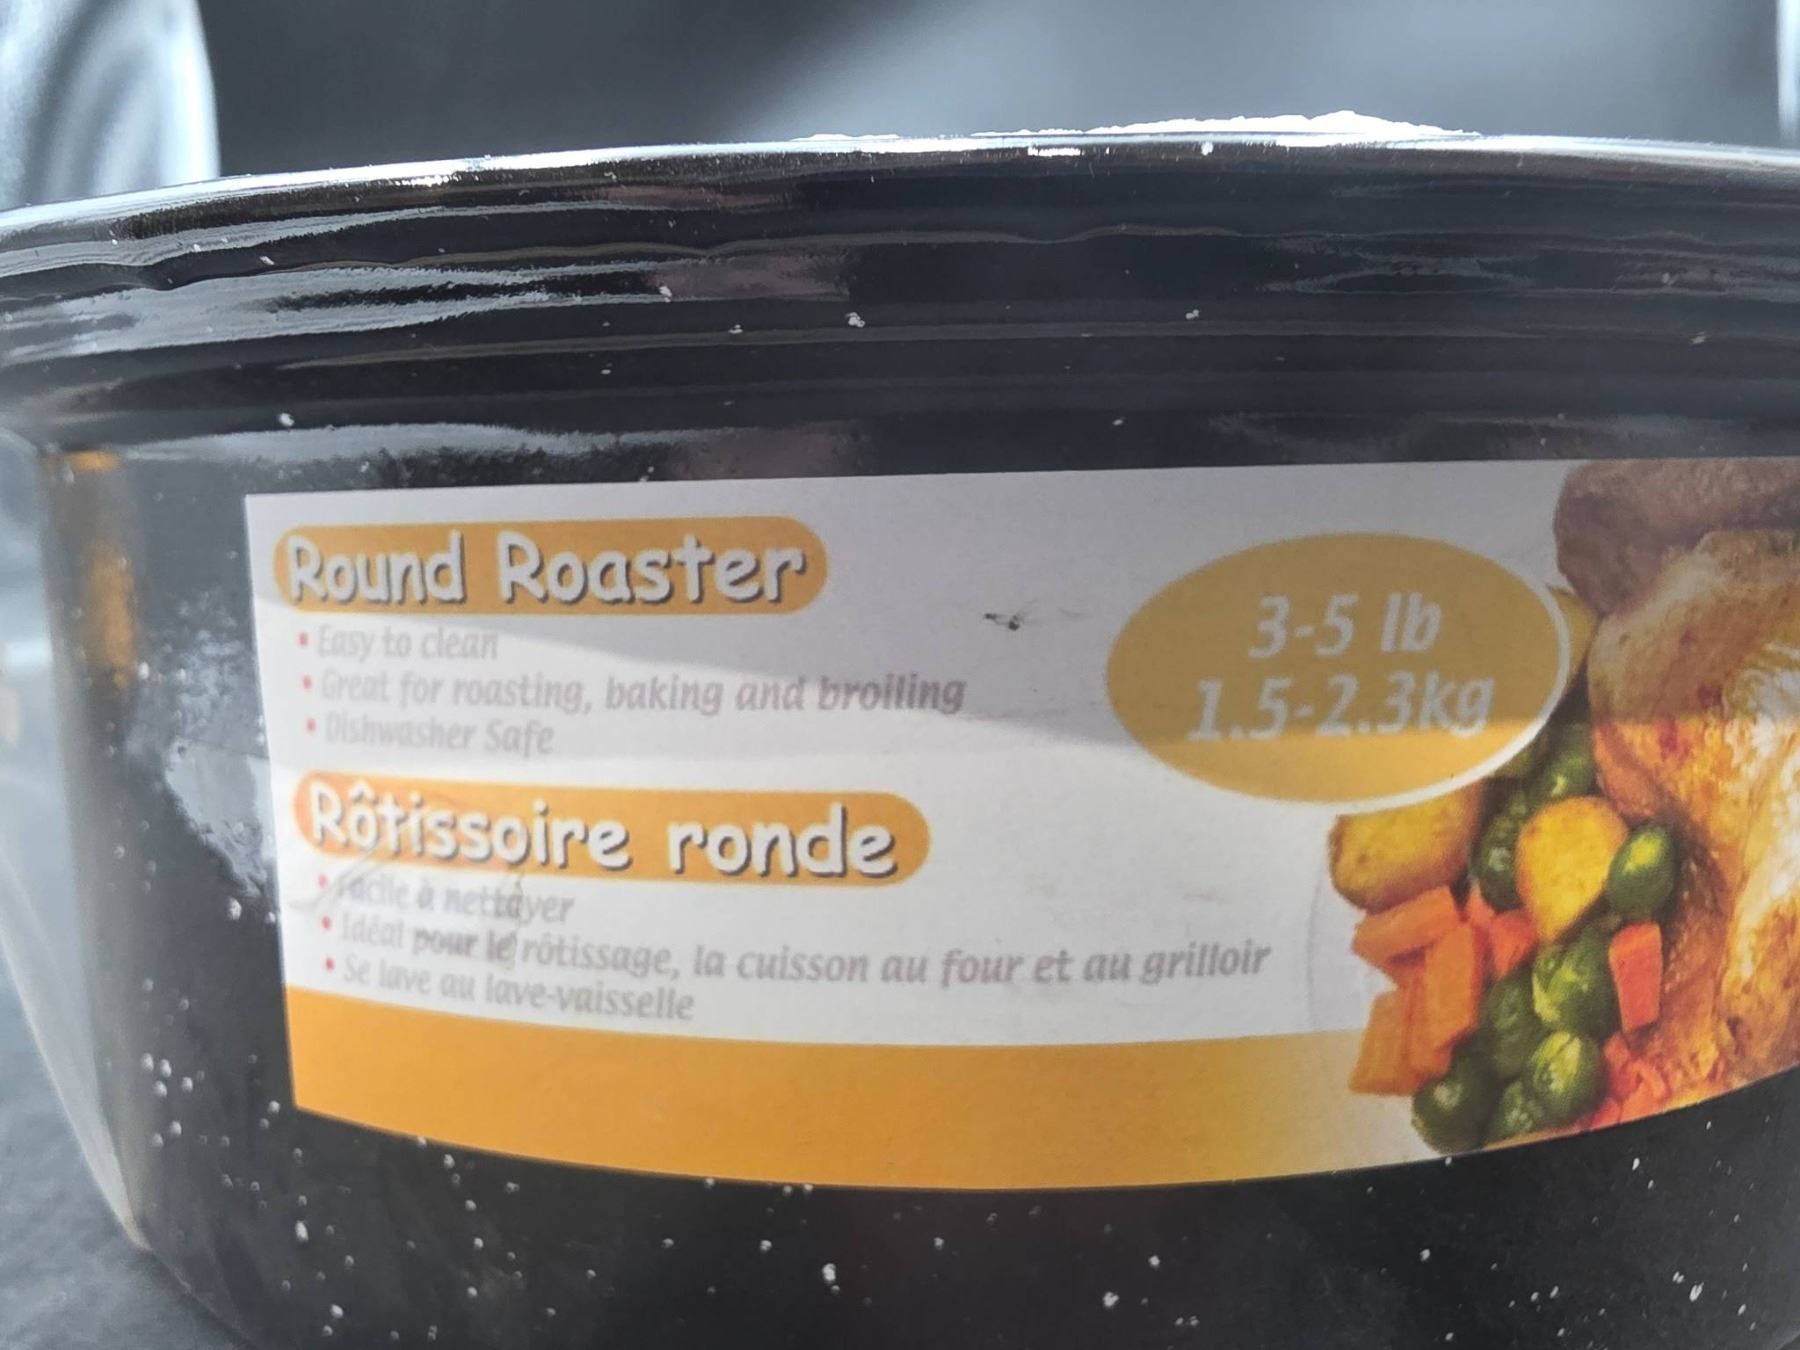 Round Roaster
• Easy to clean
• Great for roasting, baking and broiling
• Dishwasher Safe
3-5 lb
1.5-2.3kg
Rôtissoire ronde
• Facile à nettoyer
• Idéal pour le rôtissage, la cuisson au four et au grilloir
• Se lave au lave-vaisselle